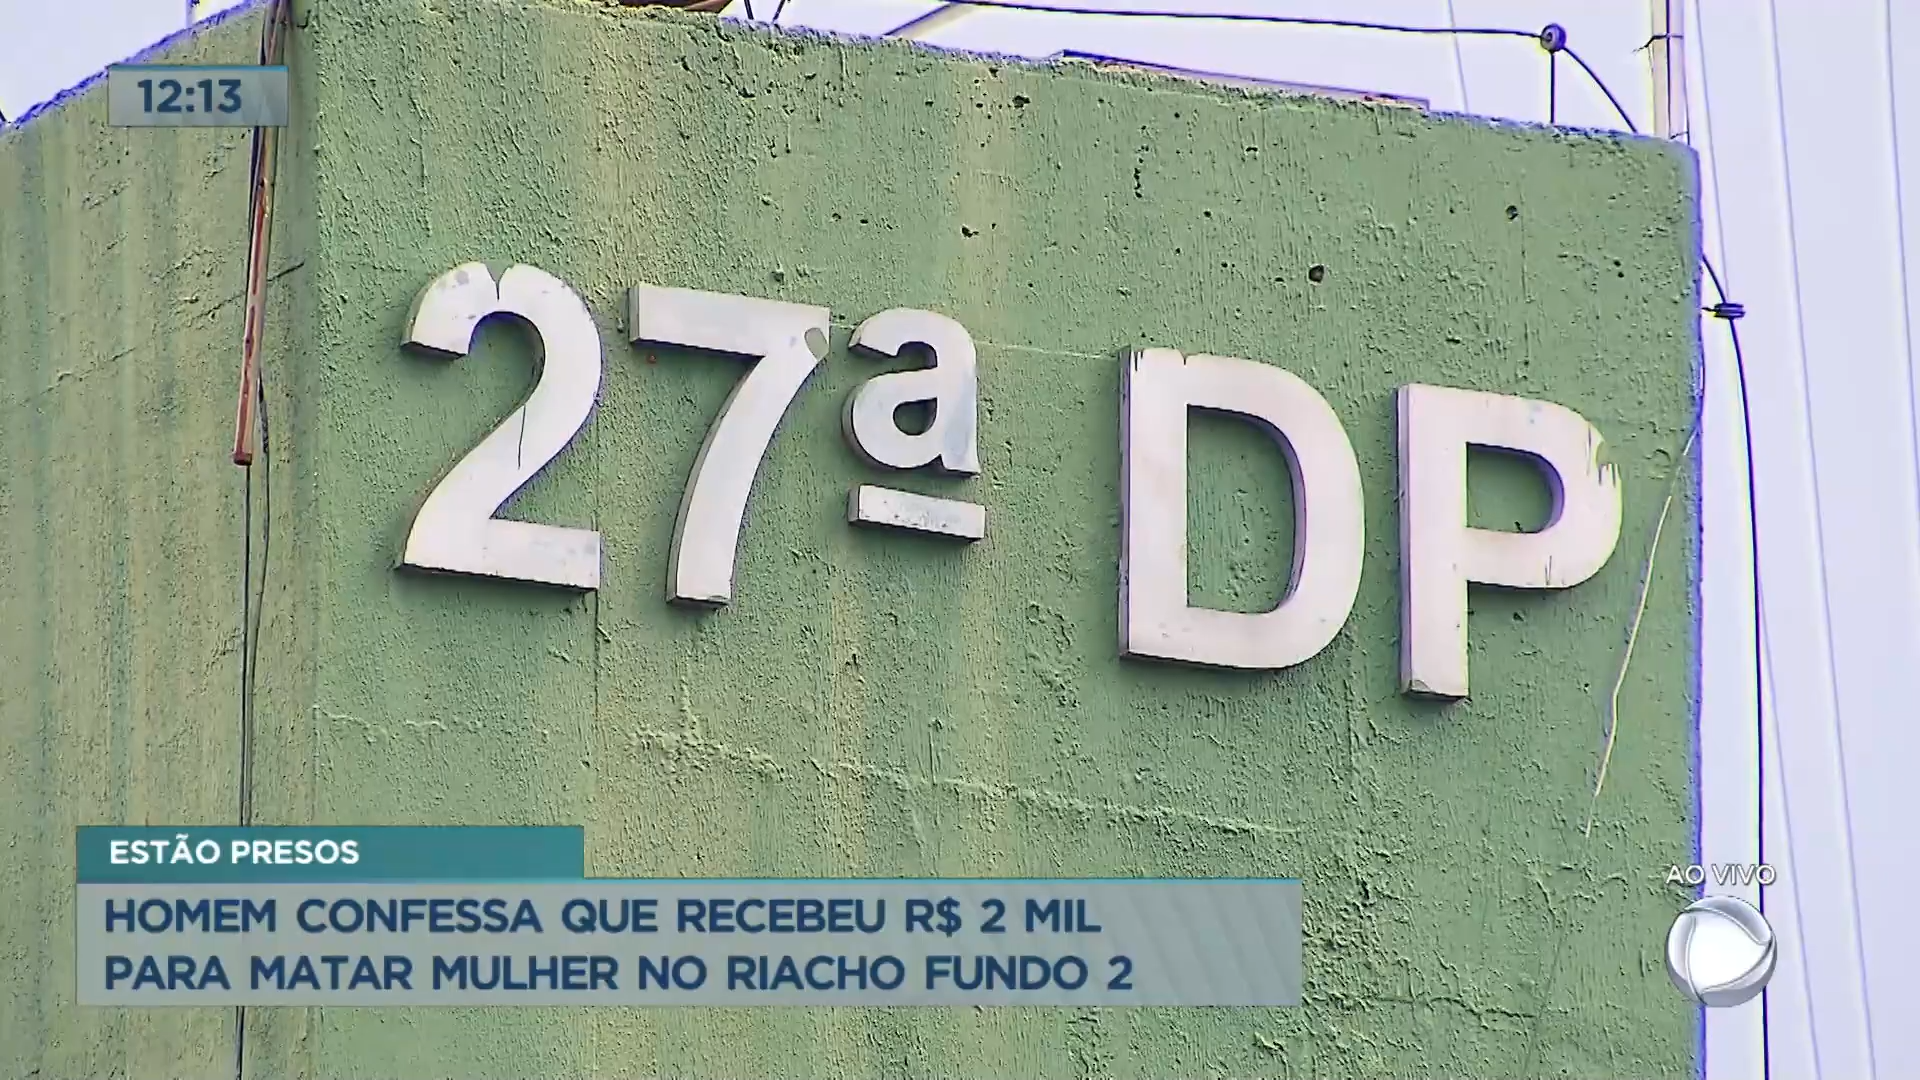 12:13
27ª DP
ESTÃO PRESOS
HOMEM CONFESSA QUE RECEBEU R$ 2 MIL
PARA MATAR MULHER NO RIACHO FUNDO 2
AO VIVO